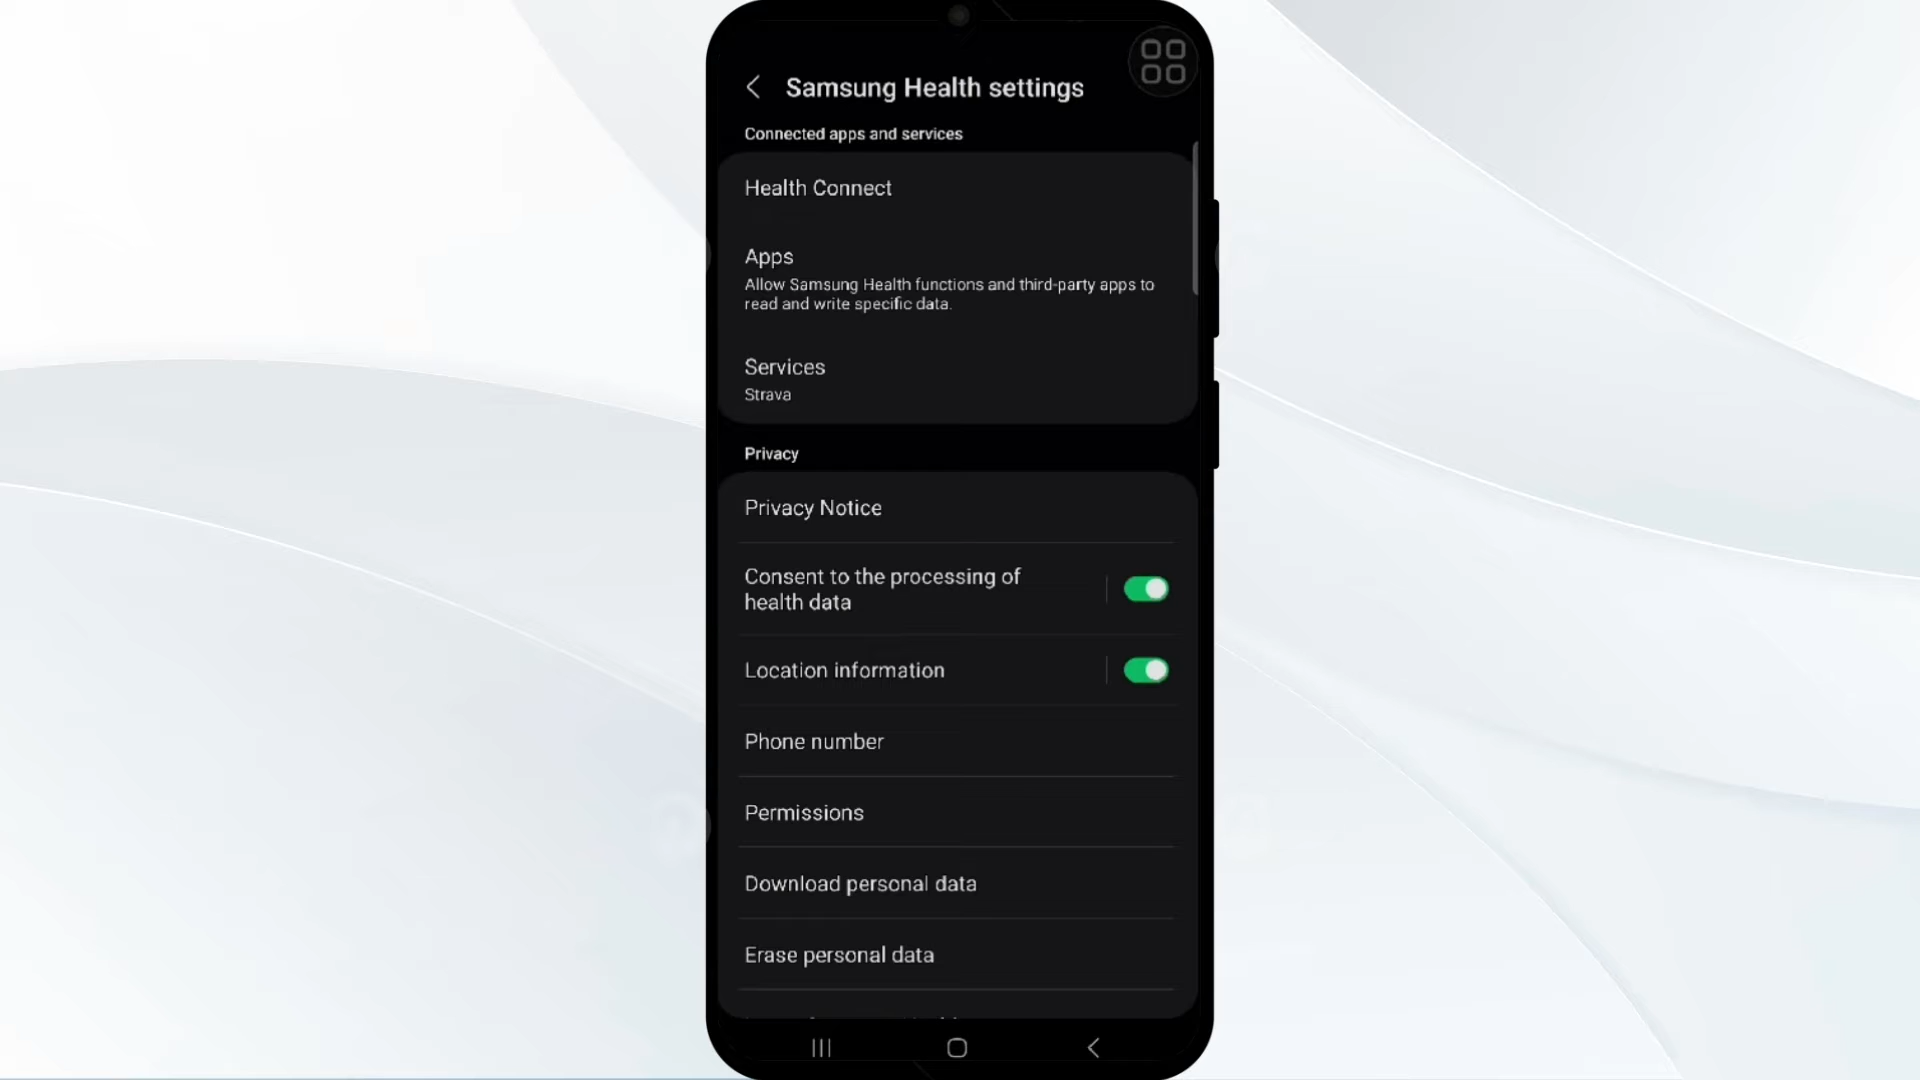 Samsung Health settings
Connected apps and services
Health Connect
Apps
Allow Samsung Health functions and third-party apps to
read and write specific data.
Services
Strava
Privacy
Privacy Notice
Consent to the processing of
health data
Location information
Phone number
Permissions
Download personal data
Erase personal data